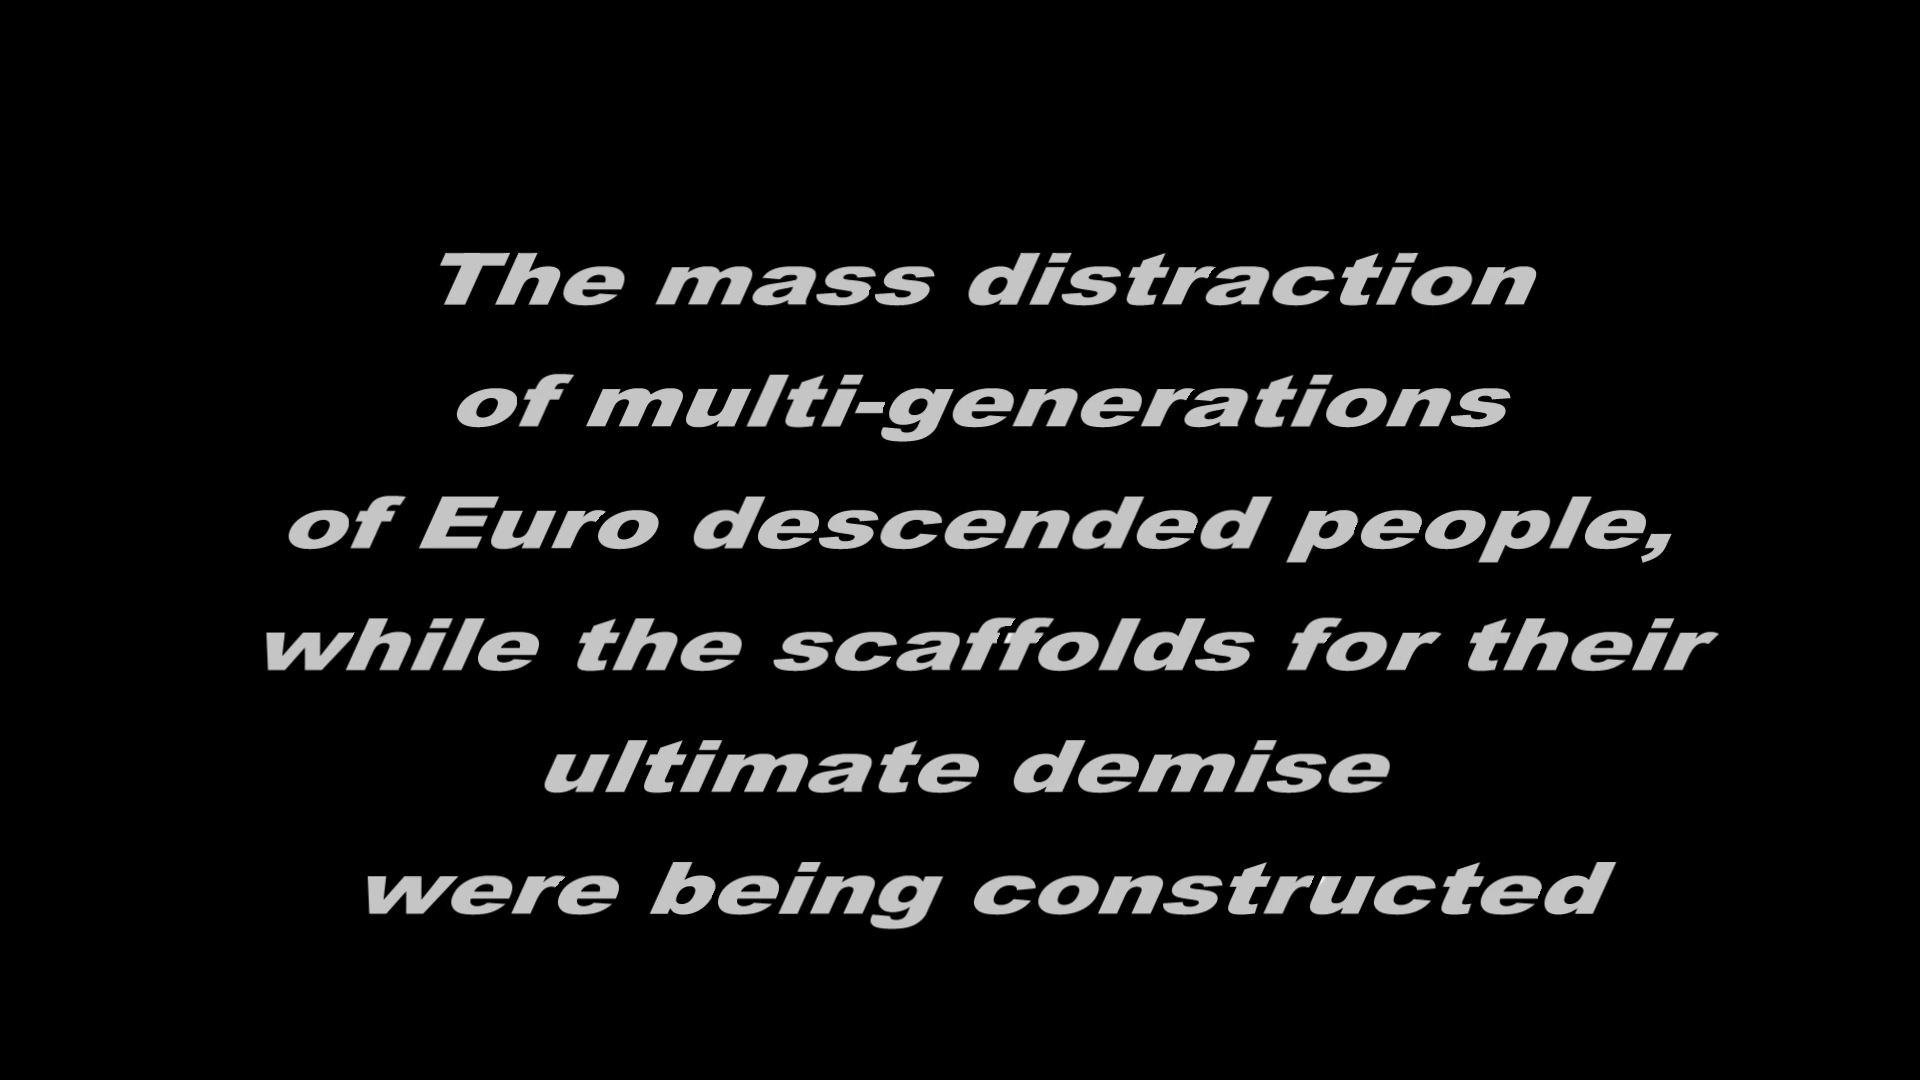 The mass distraction
of multi-generations
of Euro descended people,
while the scaffolds for their
ultimate demise
were being constructed